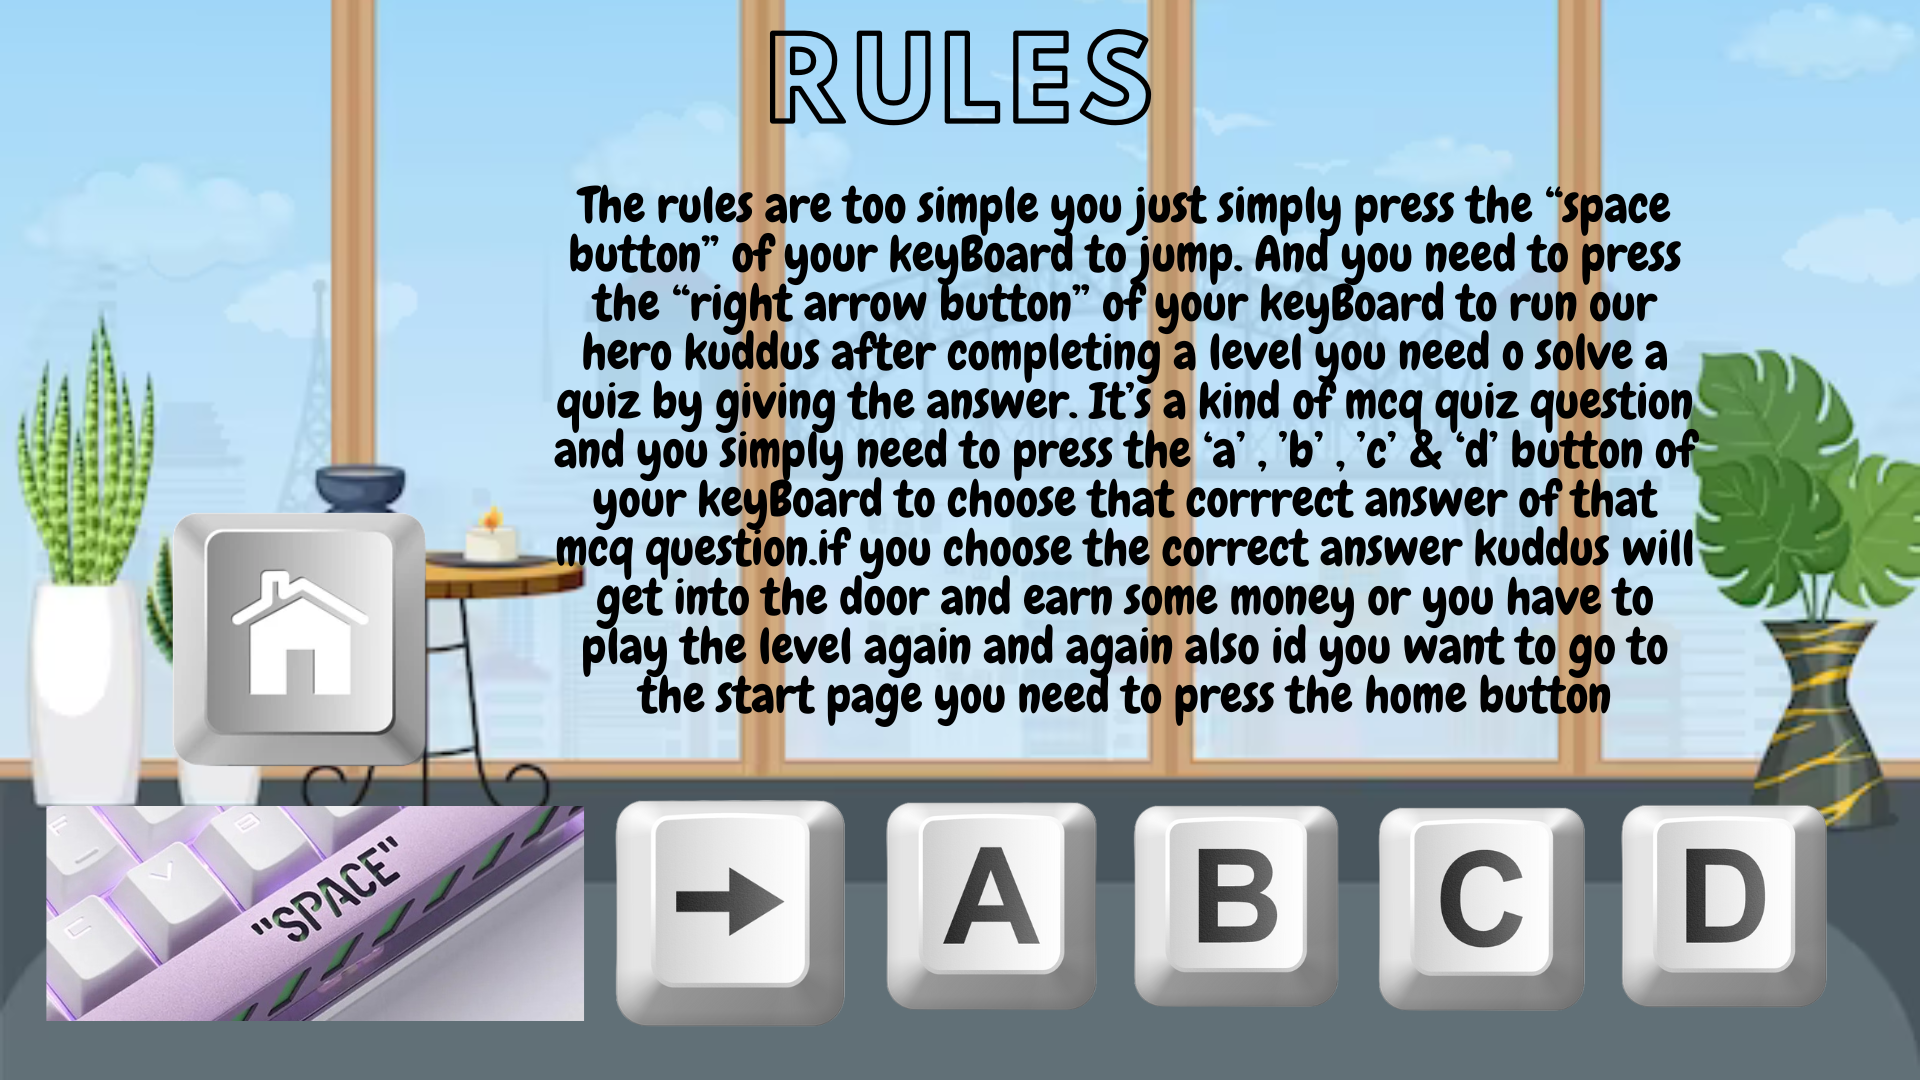 RULES
The rules are too simple you just simply press the “space
button” of your keyBoard to jump. And you need to press
the “right arrow button” of your keyBoard to run our
hero kuddus after completing a level you need o solve a
quiz by giving the answer. It’s a kind of mcq quiz question
and you simply need to press the ‘a’ , ’b’ , ’c’ & ‘d’ button of
your keyBoard to choose that corrrect answer of that
mcq question.if you choose the correct answer kuddus will
get into the door and earn some money or you have to
play the level again and again also id you want to go to
the start page you need to press the home button
"SPACE"
A
B
C
D